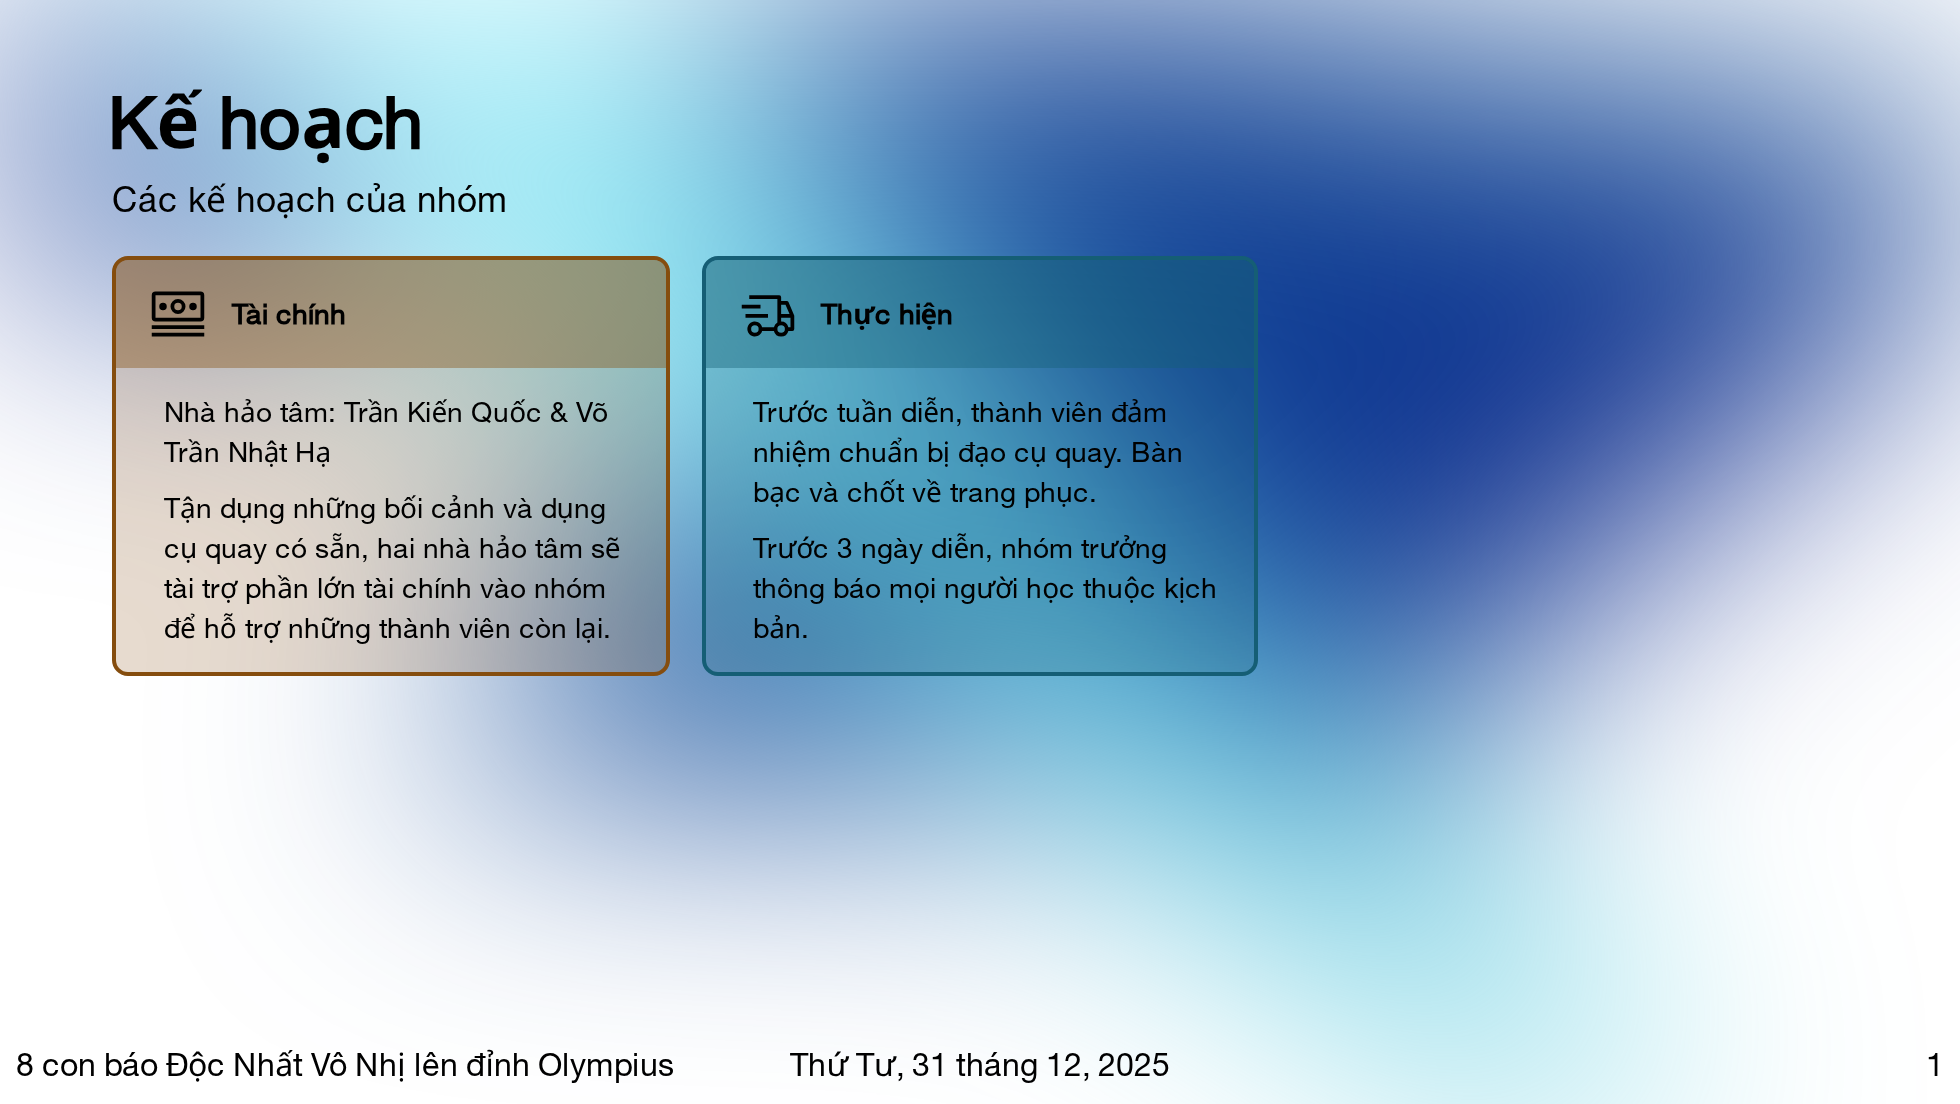 Kế hoạch
Các kế hoạch của nhóm
Tài chính
Nhà hảo tâm: Trần Kiến Quốc & Võ
Trần Nhật Hạ
Tận dụng những bối cảnh và dụng
cụ quay có sẵn, hai nhà hảo tâm sẽ
tài trợ phần lớn tài chính vào nhóm
để hỗ trợ những thành viên còn lại.
Thực hiện
Trước tuần diễn, thành viên đảm
nhiệm chuẩn bị đạo cụ quay. Bàn
bạc và chốt về trang phục.
Trước 3 ngày diễn, nhóm trưởng
thông báo mọi người học thuộc kịch
bản.
8 con báo Độc Nhất Vô Nhị lên đỉnh Olympius
Thứ Tư, 31 tháng 12, 2025
1